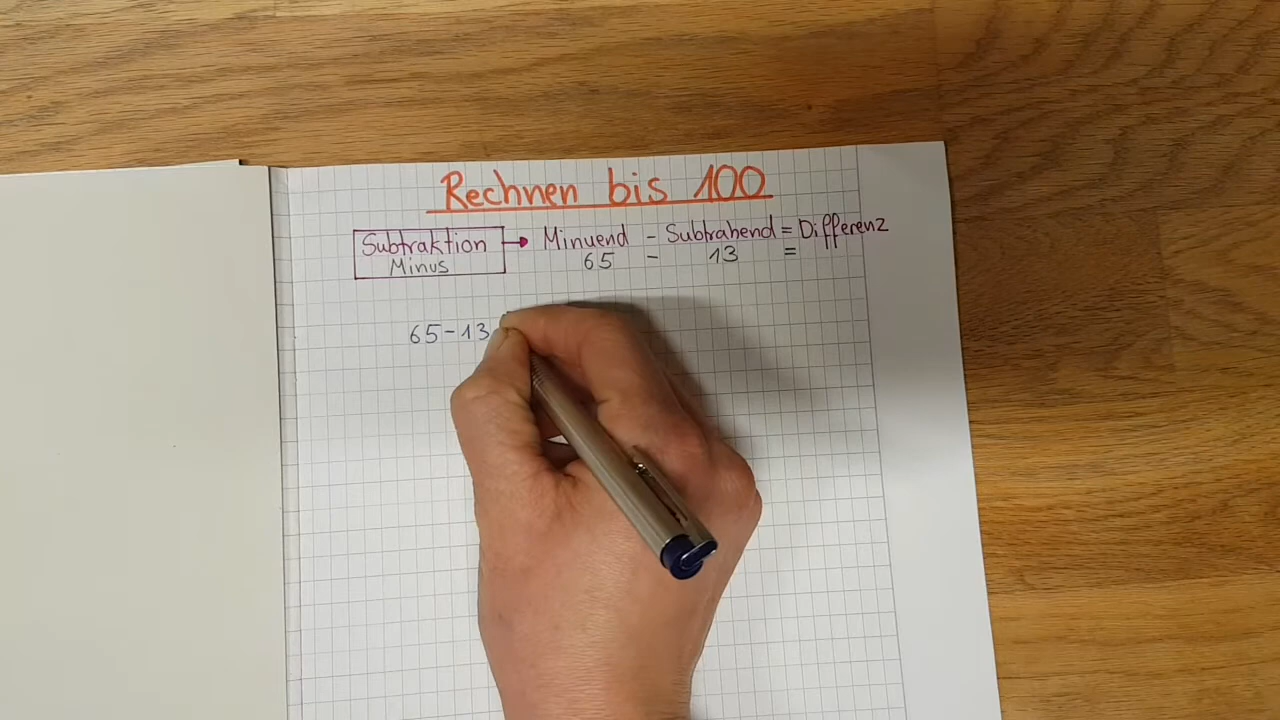 Rechnen bis 100
Subtraktion → Minuend - Subtrahend = Differenz
Minus 65 - 13 =
65-13